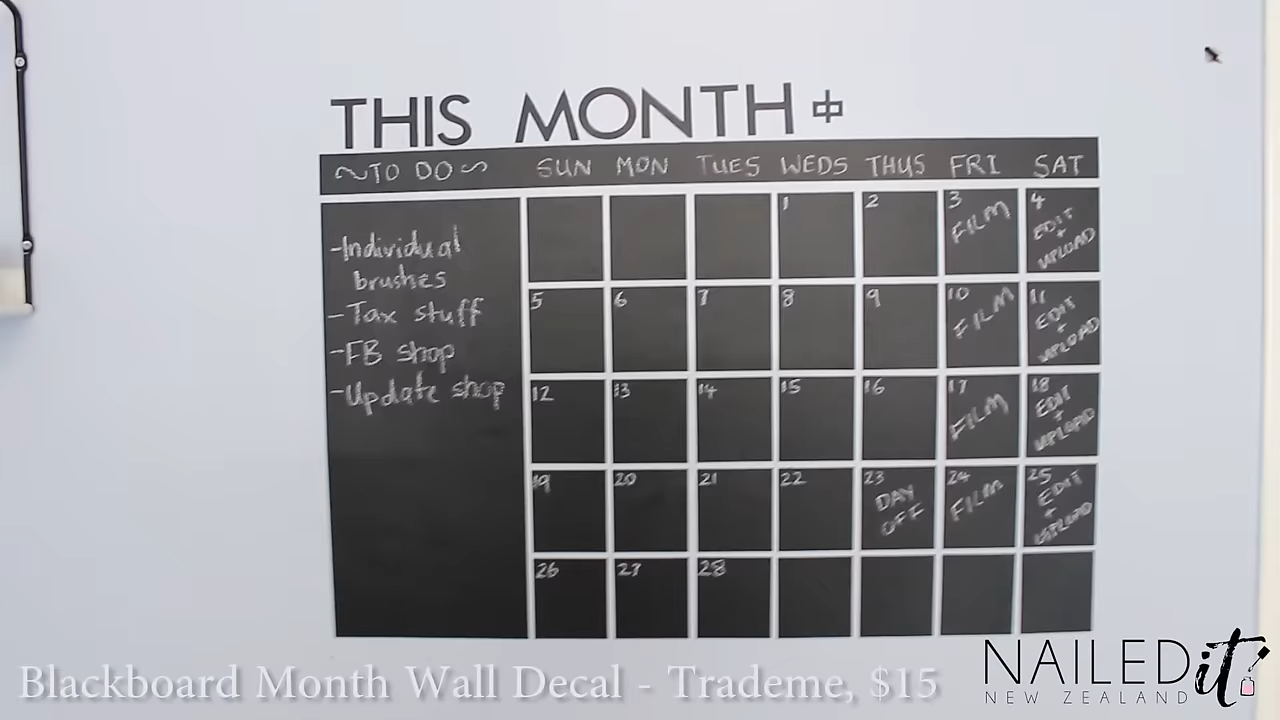 THIS MONTH
~TO DO~ SUN MON TUES WEDS THUS FRI SAT
-Individual
brushes
-Tax stuff
-FB shop
-Update shop
1 2 3 4
FILM
EDIT
+
UPLOAD
5 6 7 8 9 10 11
FILM
EDIT
+
UPLOAD
12 13 14 15 16 17 18
FILM
EDIT
+
UPLOAD
19 20 21 22 23 24 25
DAY
OFF
FILM
EDIT
+
UPLOAD
26 27 28
Blackboard Month Wall Decal - Trademe, $15
NAILED it
NEW ZEALAND